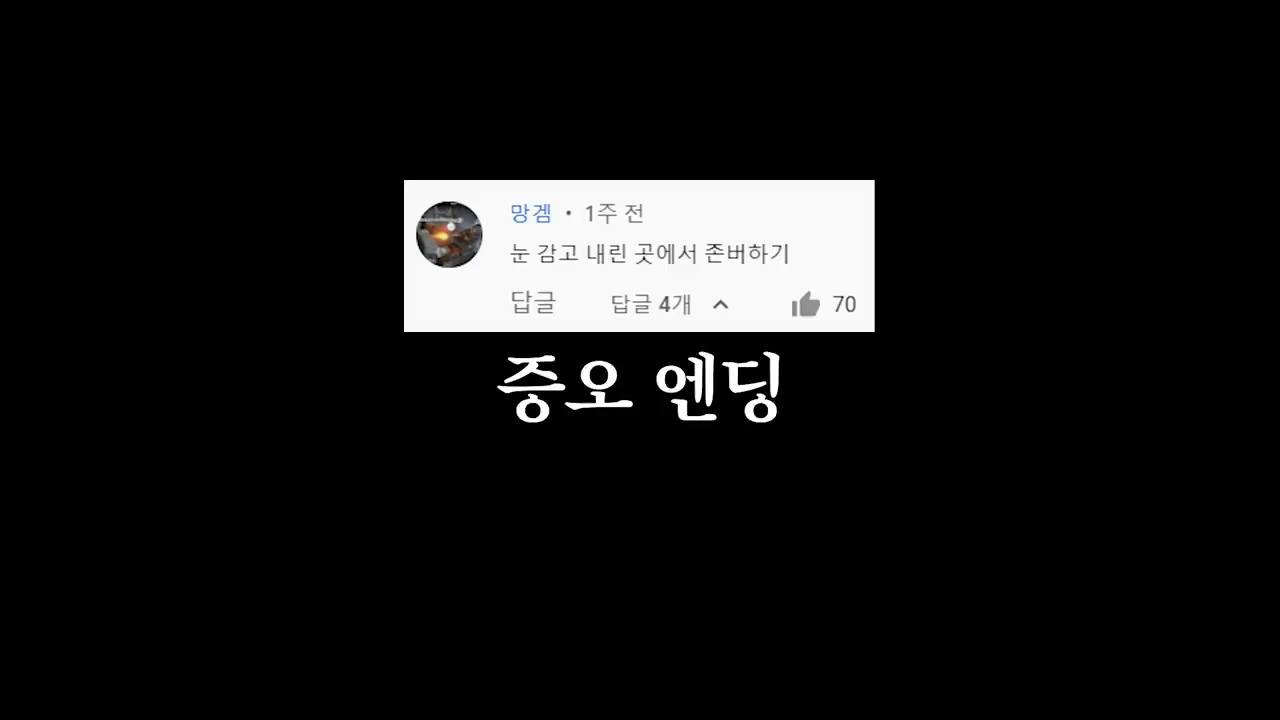 망겜 • 1주 전
눈 감고 내린 곳에서 존버하기
답글 답글 4개 70
증오 엔딩